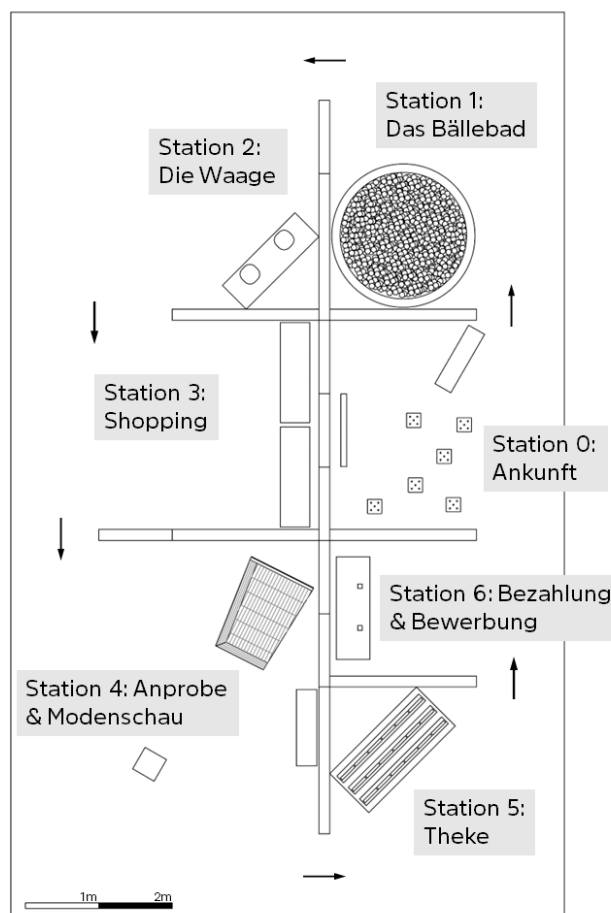 Station 1:
Das Bällebad
Station 2:
Die Waage
Station 3:
Shopping
Station 0:
Ankunft
Station 6: Bezahlung
& Bewerbung
Station 4: Anprobe
& Modenschau
Station 5:
Theke
1m
2m